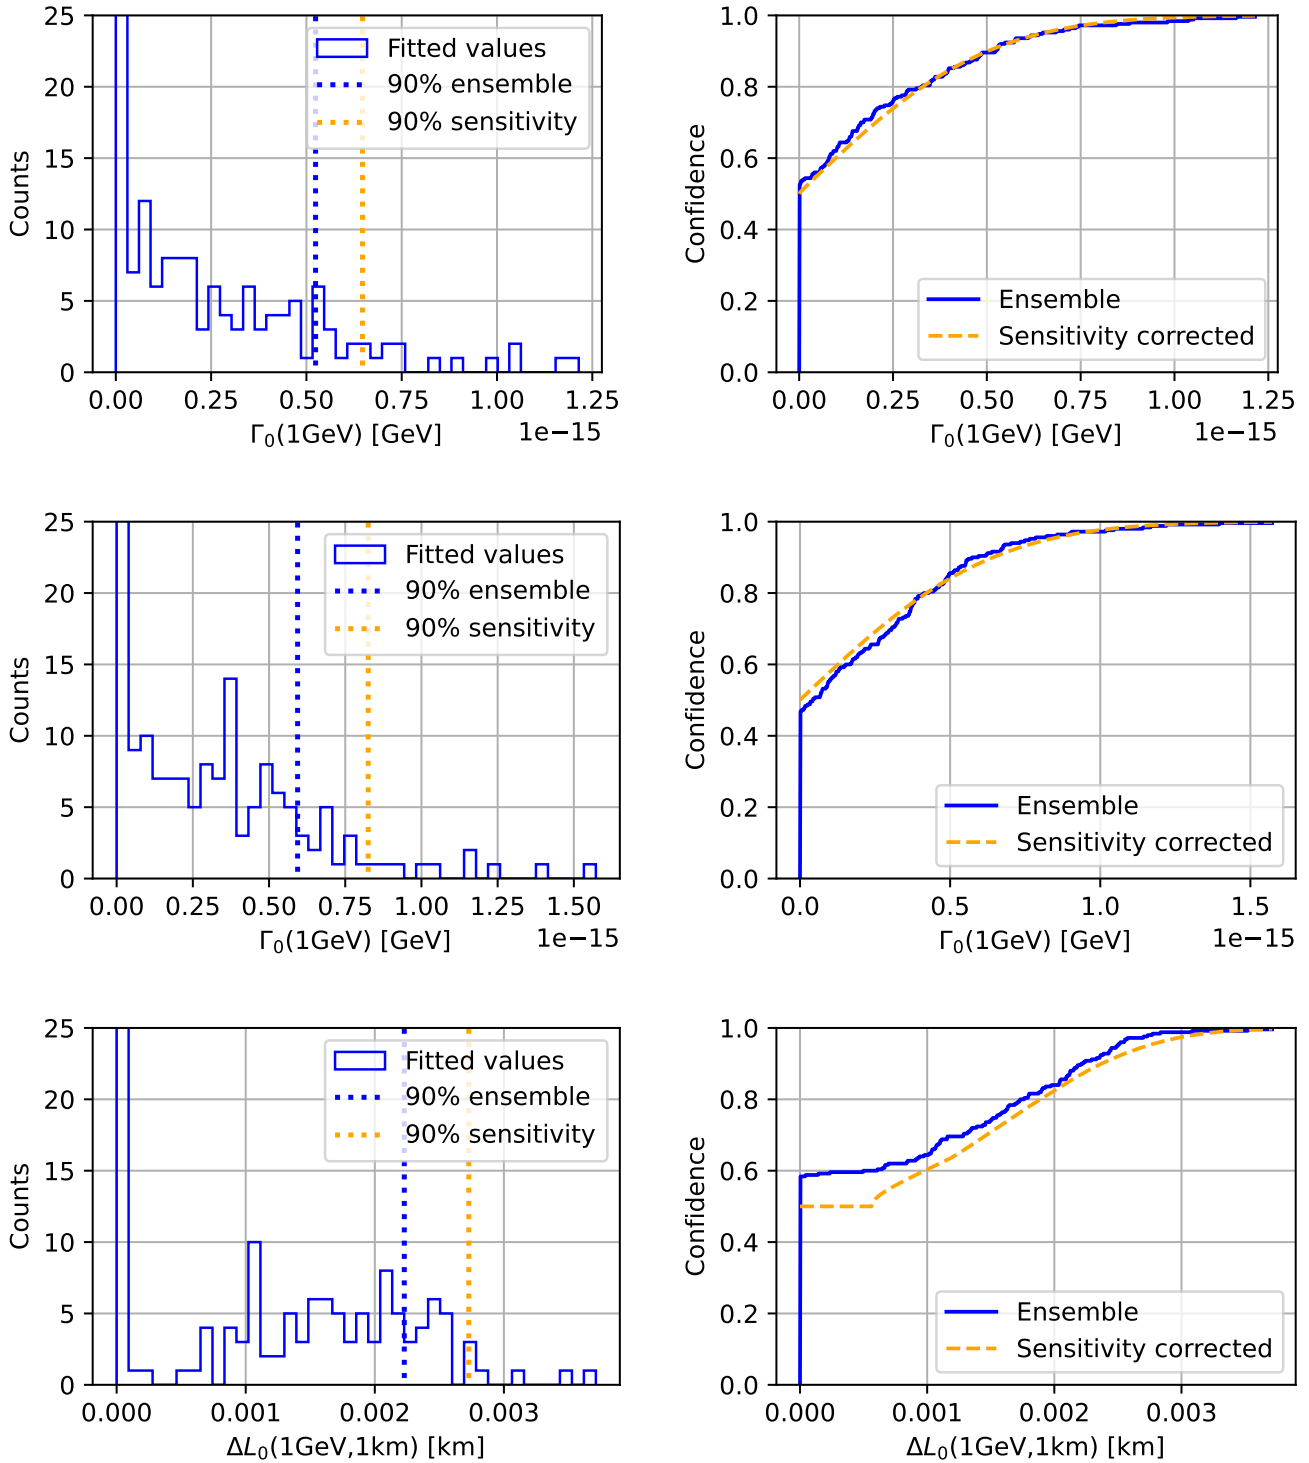 25
20
15
10
5
0
Counts
Fitted values
90% ensemble
90% sensitivity
0.00 0.25 0.50 0.75 1.00 1.25
Γ₀(1GeV) [GeV] 1e−15
1.0
0.8
0.6
0.4
0.2
0.0
Confidence
Ensemble
Sensitivity corrected
0.00 0.25 0.50 0.75 1.00 1.25
Γ₀(1GeV) [GeV] 1e−15
25
20
15
10
5
0
Counts
Fitted values
90% ensemble
90% sensitivity
0.00 0.25 0.50 0.75 1.00 1.25 1.50
Γ₀(1GeV) [GeV] 1e−15
1.0
0.8
0.6
0.4
0.2
0.0
Confidence
Ensemble
Sensitivity corrected
0.0 0.5 1.0 1.5
Γ₀(1GeV) [GeV] 1e−15
25
20
15
10
5
0
Counts
Fitted values
90% ensemble
90% sensitivity
0.000 0.001 0.002 0.003
ΔL₀(1GeV,1km) [km]
1.0
0.8
0.6
0.4
0.2
0.0
Confidence
Ensemble
Sensitivity corrected
0.000 0.001 0.002 0.003
ΔL₀(1GeV,1km) [km]